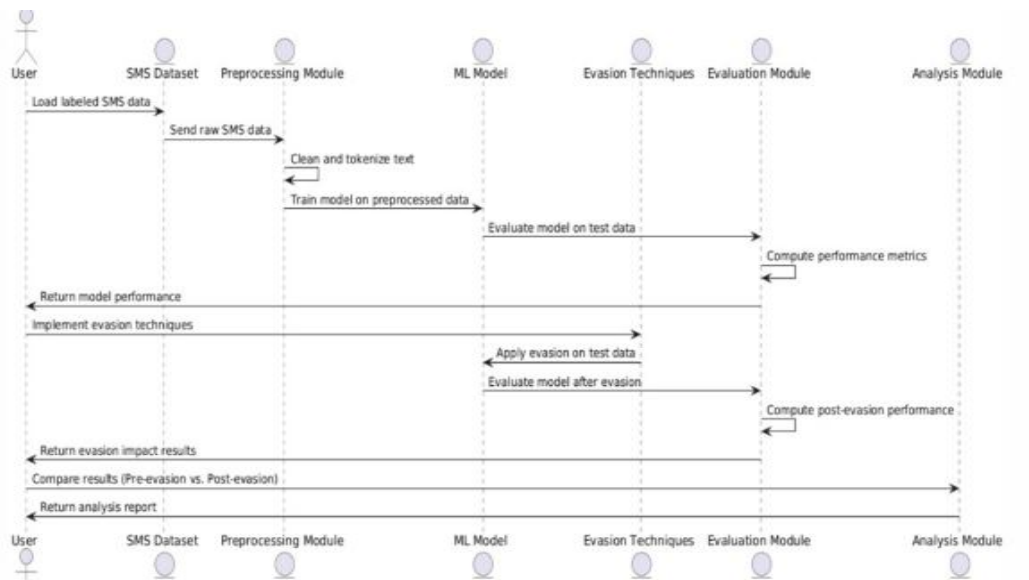 User SMS Dataset Preprocessing Module ML Model Evasion Techniques Evaluation Module Analysis Module
Load labeled SMS data
Send raw SMS data
Clean and tokenize text
Train model on preprocessed data
Evaluate model on test data
Compute performance metrics
Return model performance
Implement evasion techniques
Apply evasion on test data
Evaluate model after evasion
Compute post-evasion performance
Return evasion impact results
Compare results (Pre-evasion vs. Post-evasion)
Return analysis report
User SMS Dataset Preprocessing Module ML Model Evasion Techniques Evaluation Module Analysis Module